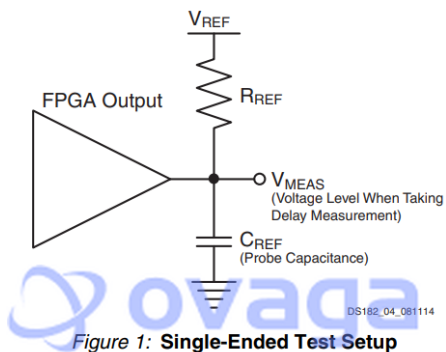 VREF
FPGA Output
RREF
VMEAS
(Voltage Level When Taking
Delay Measurement)
CREF
(Probe Capacitance)
ovaga
DS182_04_081114
Figure 1: Single-Ended Test Setup